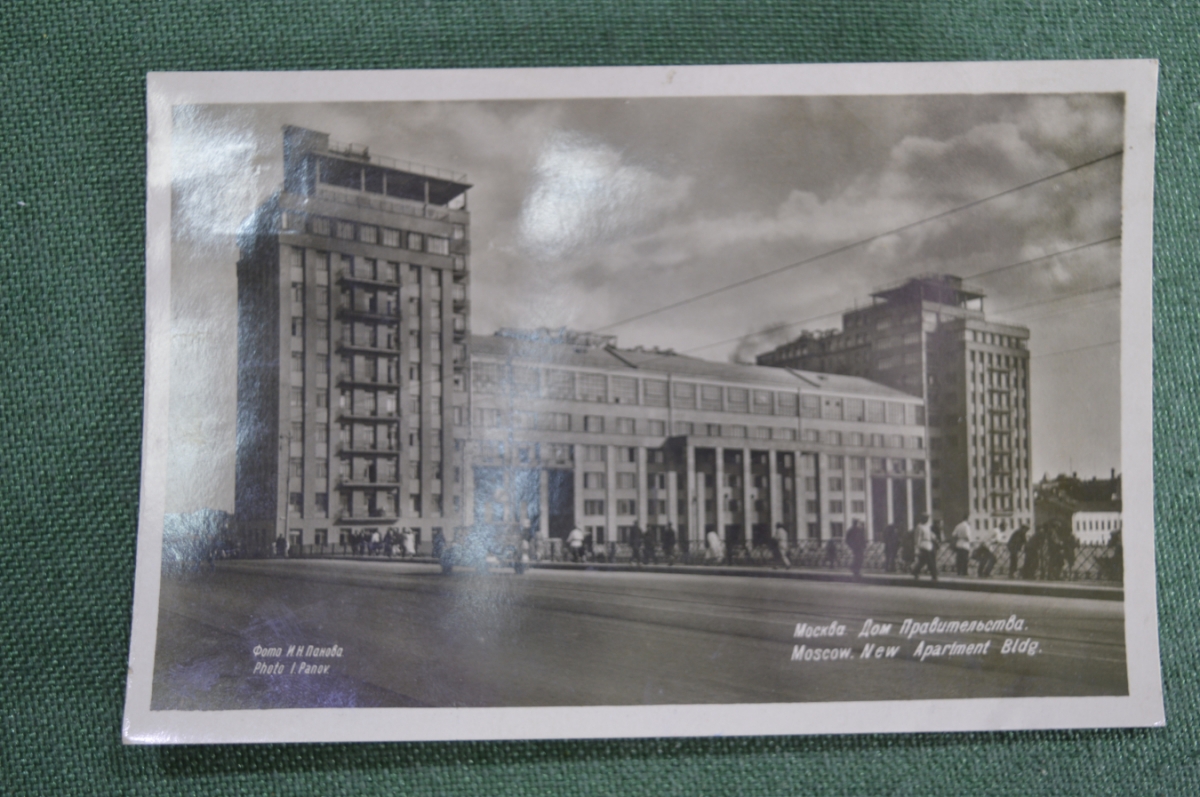 Москва Дом Правительства.
Moscow. New Apartment Bldg.
Фото И.Н.Панова
Photo I. Panov